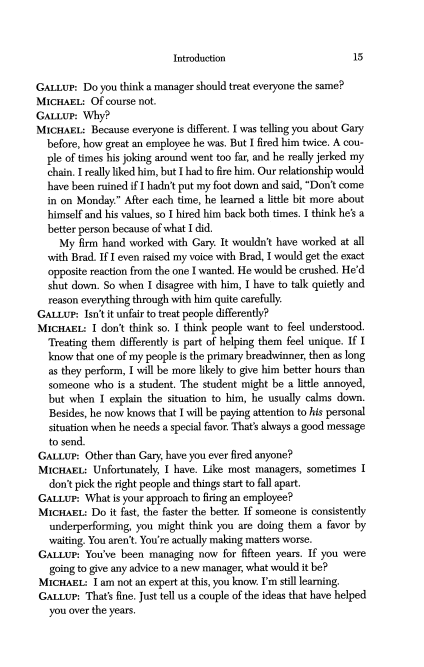 Introduction 15
GALLUP: Do you think a manager should treat everyone the same?
MICHAEL: Of course not.
GALLUP: Why?
MICHAEL: Because everyone is different. I was telling you about Gary
before, how great an employee he was. But I fired him twice. A cou-
ple of times his joking around went too far, and he really jerked my
chain. I really liked him, but I had to fire him. Our relationship would
have been ruined if I hadn't put my foot down and said, “Don't come
in on Monday.” After each time, he learned a little bit more about
himself and his values, so I hired him back both times. I think he's a
better person because of what I did.
My firm hand worked with Gary. It wouldn't have worked at all
with Brad. If I even raised my voice with Brad, I would get the exact
opposite reaction from the one I wanted. He would be crushed. He'd
shut down. So when I disagree with him, I have to talk quietly and
reason everything through with him quite carefully.
GALLUP: Isn't it unfair to treat people differently?
MICHAEL: I don't think so. I think people want to feel understood.
Treating them differently is part of helping them feel unique. If I
know that one of my people is the primary breadwinner, then as long
as they perform, I will be more likely to give him better hours than
someone who is a student. The student might be a little annoyed,
but when I explain the situation to him, he usually calms down.
Besides, he now knows that I will be paying attention to his personal
situation when he needs a special favor. That's always a good message
to send.
GALLUP: Other than Gary, have you ever fired anyone?
MICHAEL: Unfortunately, I have. Like most managers, sometimes I
don't pick the right people and things start to fall apart.
GALLUP: What is your approach to firing an employee?
MICHAEL: Do it fast, the faster the better. If someone is consistently
underperforming, you might think you are doing them a favor by
waiting. You aren't. You're actually making matters worse.
GALLUP: You've been managing now for fifteen years. If you were
going to give any advice to a new manager, what would it be?
MICHAEL: I am not an expert at this, you know. I'm still learning.
GALLUP: That's fine. Just tell us a couple of the ideas that have helped
you over the years.